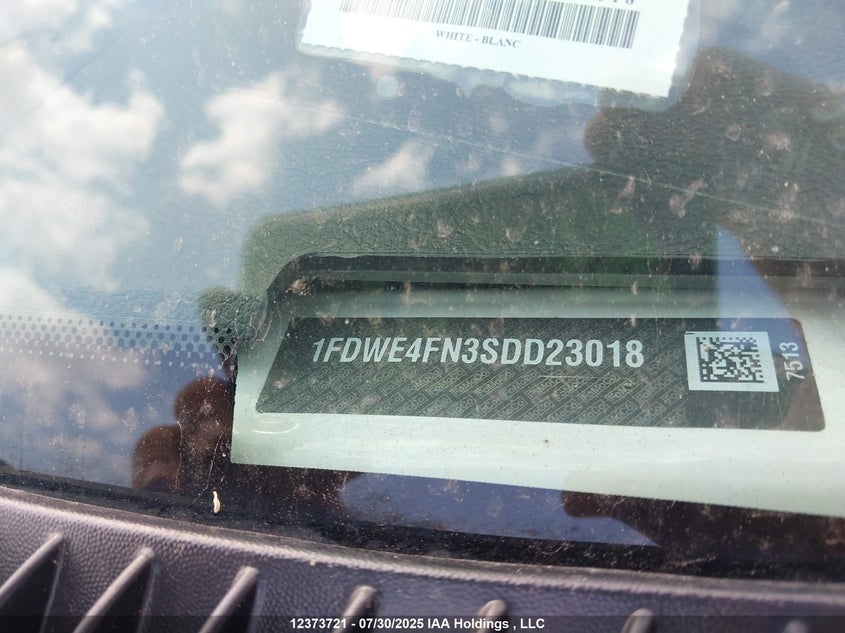 WHITE - BLANC
1FDWE4FN3SDD23018
7513
12373721 - 07/30/2025 IAA Holdings , LLC